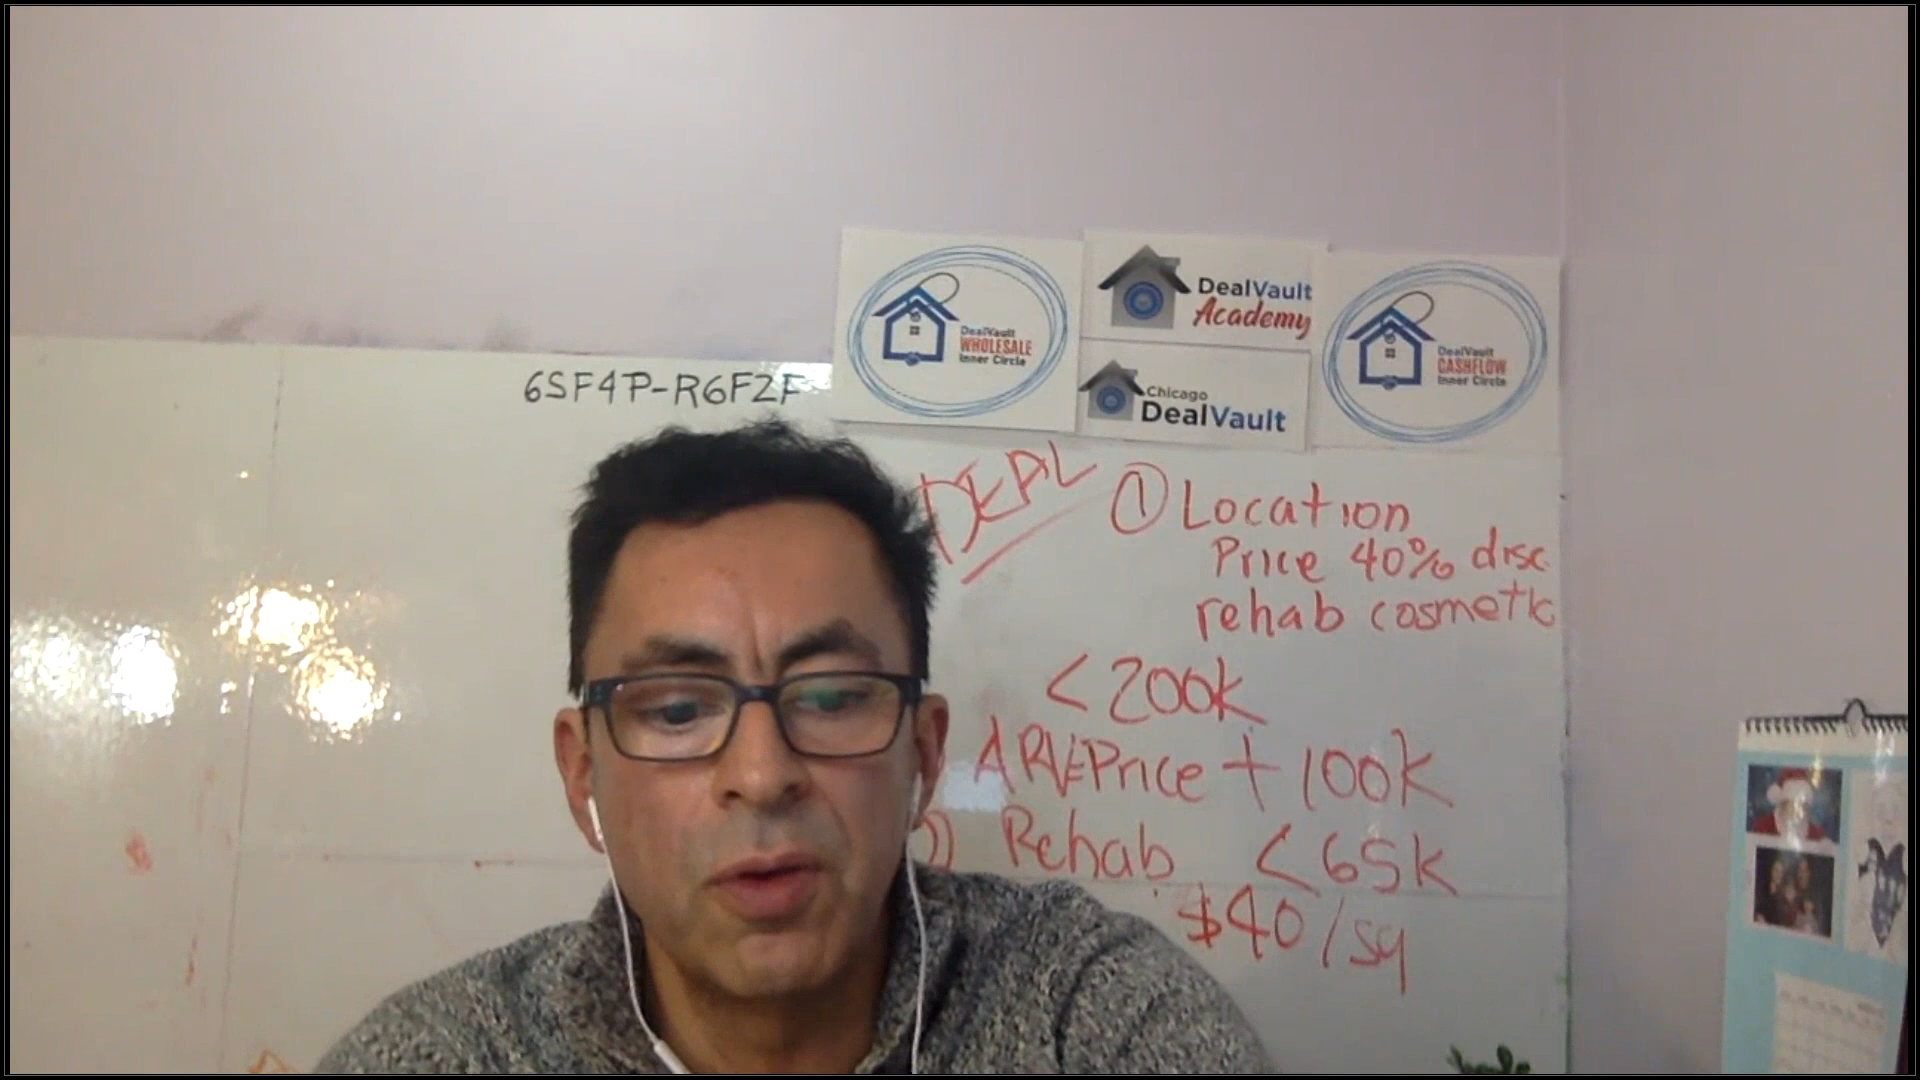 6SF4P-R6F2F
DealVault
WHOLESALE
Inner Circle
DealVault
Academy
Chicago
DealVault
DealVault
CASHFLOW
Inner Circle
DEAL
① Location
Price 40% disc.
rehab cosmetic
<200k
ARV=Price + 100k
) Rehab <65k
$40/sq